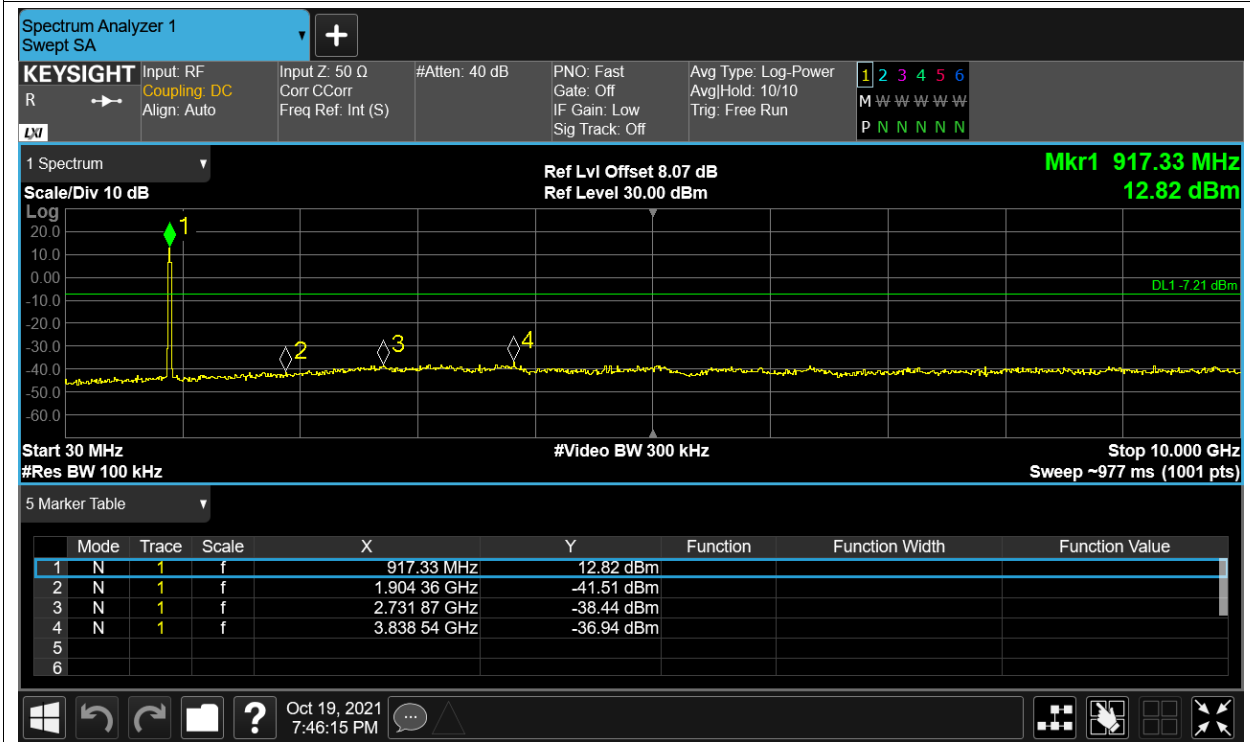 Spectrum Analyzer 1
Swept SA
+
KEYSIGHT Input: RF Input Z: 50 Ω #Atten: 40 dB PNO: Fast Avg Type: Log-Power 1 2 3 4 5 6
R Coupling: DC Corr CCorr Gate: Off Avg|Hold: 10/10 M W W W W W
Align: Auto Freq Ref: Int (S) IF Gain: Low Trig: Free Run
LXI Sig Track: Off P N N N N N
1 Spectrum Ref Lvl Offset 8.07 dB Mkr1 917.33 MHz
Scale/Div 10 dB Ref Level 30.00 dBm 12.82 dBm
Log
1
20.0
10.0
0.00
DL1 -7.21 dBm
-10.0
-20.0
-30.0
2 3 4
-40.0
-50.0
-60.0
Start 30 MHz #Video BW 300 kHz Stop 10.000 GHz
#Res BW 100 kHz Sweep ~977 ms (1001 pts)
5 Marker Table
Mode Trace Scale X Y Function Function Width Function Value
1 N 1 f 917.33 MHz 12.82 dBm
2 N 1 f 1.904 36 GHz -41.51 dBm
3 N 1 f 2.731 87 GHz -38.44 dBm
4 N 1 f 3.838 54 GHz -36.94 dBm
5
6
? Oct 19, 2021
7:46:15 PM